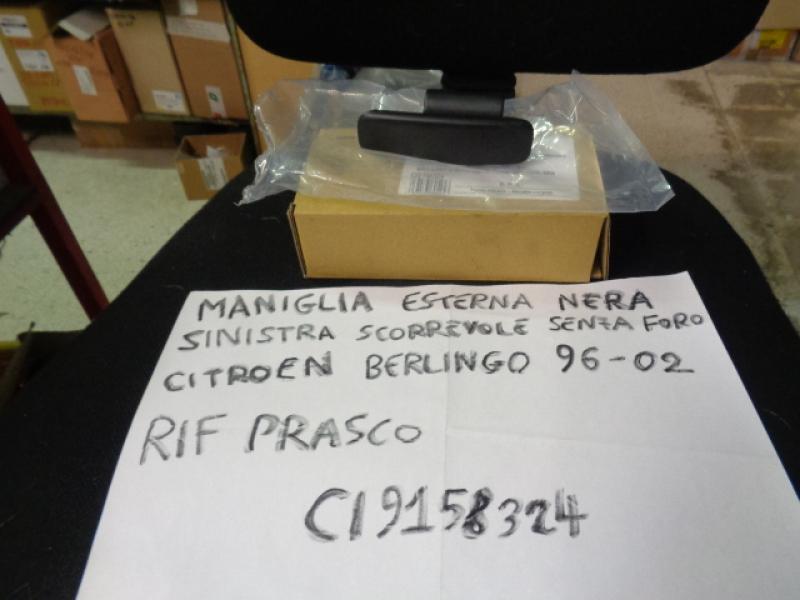 MANIGLIA ESTERNA NERA
SINISTRA SCORREVOLE SENZA FORO
CITROEN BERLINGO 96-02
RIF PRASCO
CI9158324